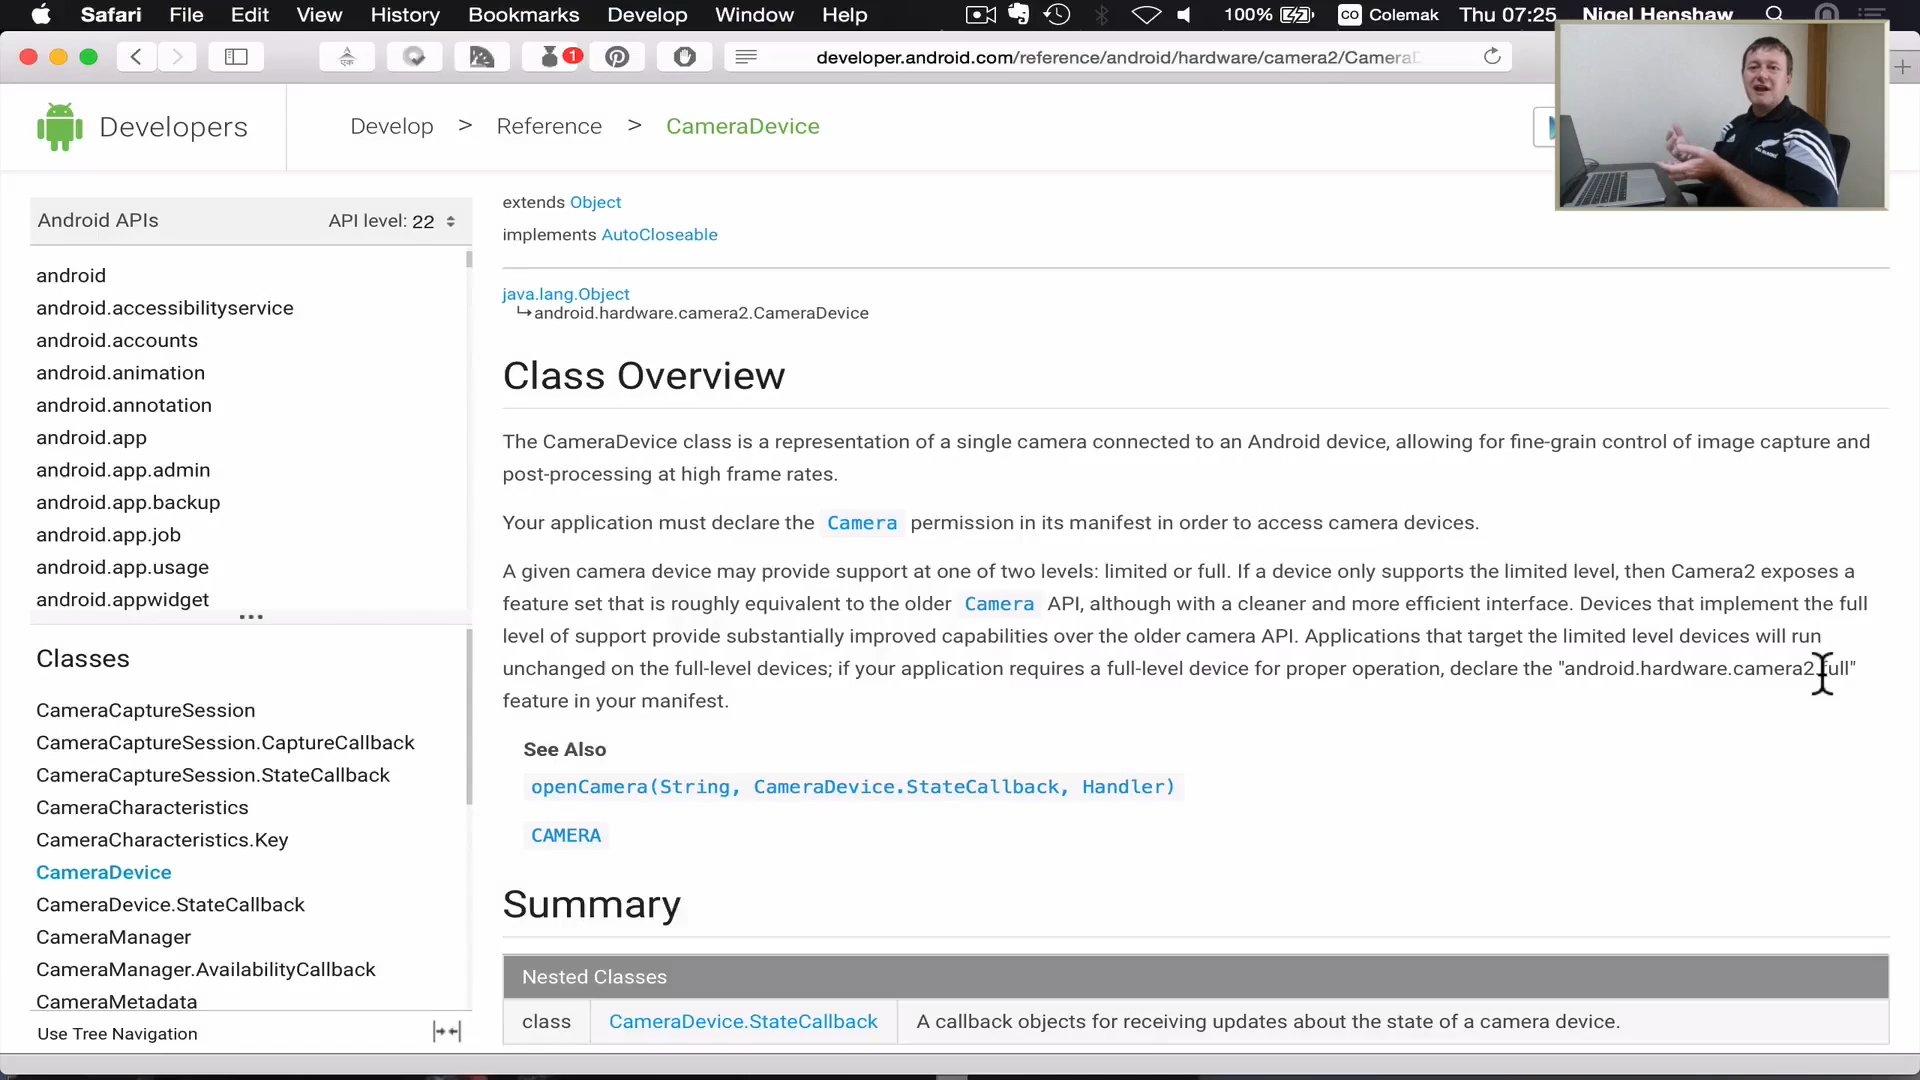 Safari File Edit View History Bookmarks Develop Window Help 100% CO Colemak Thu 07:25 Nigel Henshaw
1 developer.android.com/reference/android/hardware/camera2/CameraD
Developers Develop > Reference > CameraDevice
Android APIs API level: 22
android
android.accessibilityservice
android.accounts
android.animation
android.annotation
android.app
android.app.admin
android.app.backup
android.app.job
android.app.usage
android.appwidget
Classes
CameraCaptureSession
CameraCaptureSession.CaptureCallback
CameraCaptureSession.StateCallback
CameraCharacteristics
CameraCharacteristics.Key
CameraDevice
CameraDevice.StateCallback
CameraManager
CameraManager.AvailabilityCallback
CameraMetadata
Use Tree Navigation
extends Object
implements AutoCloseable
java.lang.Object
↳android.hardware.camera2.CameraDevice
Class Overview
The CameraDevice class is a representation of a single camera connected to an Android device, allowing for fine-grain control of image capture and
post-processing at high frame rates.
Your application must declare the Camera permission in its manifest in order to access camera devices.
A given camera device may provide support at one of two levels: limited or full. If a device only supports the limited level, then Camera2 exposes a
feature set that is roughly equivalent to the older Camera API, although with a cleaner and more efficient interface. Devices that implement the full
level of support provide substantially improved capabilities over the older camera API. Applications that target the limited level devices will run
unchanged on the full-level devices; if your application requires a full-level device for proper operation, declare the "android.hardware.camera2.full"
feature in your manifest.
See Also
openCamera(String, CameraDevice.StateCallback, Handler)
CAMERA
Summary
Nested Classes
class CameraDevice.StateCallback A callback objects for receiving updates about the state of a camera device.